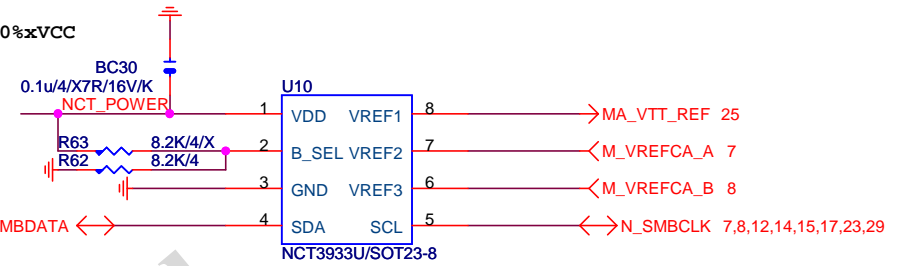 0%xVCC
BC30
0.1u/4/X7R/16V/K
NCT_POWER
U10
1 VDD VREF1 8 MA_VTT_REF 25
R63 8.2K/4/X
2 B_SEL VREF2 7 M_VREFCA_A 7
R62 8.2K/4
3 GND VREF3 6 M_VREFCA_B 8
MBDATA 4 SDA SCL 5 N_SMBCLK 7,8,12,14,15,17,23,29
NCT3933U/SOT23-8